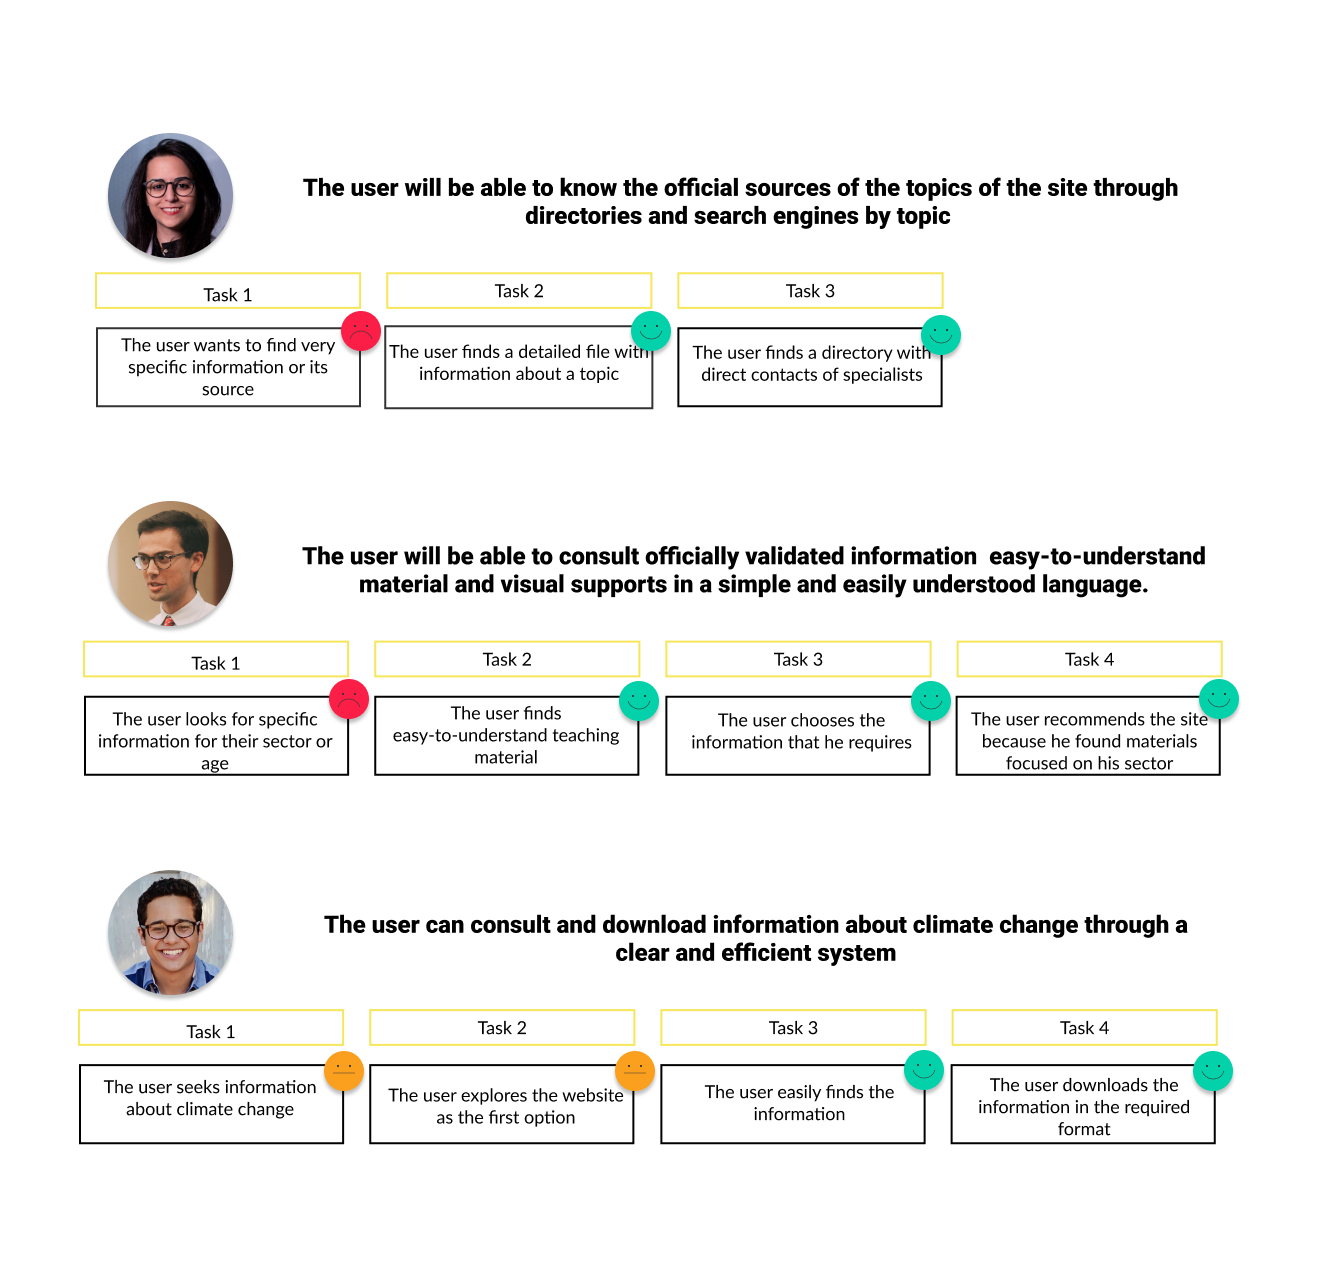 The user will be able to know the official sources of the topics of the site through
directories and search engines by topic
Task 1
Task 2
Task 3
The user wants to find very
specific information or its
source
The user finds a detailed file with
information about a topic
The user finds a directory with
direct contacts of specialists
The user will be able to consult officially validated information  easy-to-understand
material and visual supports in a simple and easily understood language.
Task 1
Task 2
Task 3
Task 4
The user looks for specific
information for their sector or
age
The user finds
easy-to-understand teaching
material
The user chooses the
information that he requires
The user recommends the site
because he found materials
focused on his sector
The user can consult and download information about climate change through a
clear and efficient system
Task 1
Task 2
Task 3
Task 4
The user seeks information
about climate change
The user explores the website
as the first option
The user easily finds the
information
The user downloads the
information in the required
format